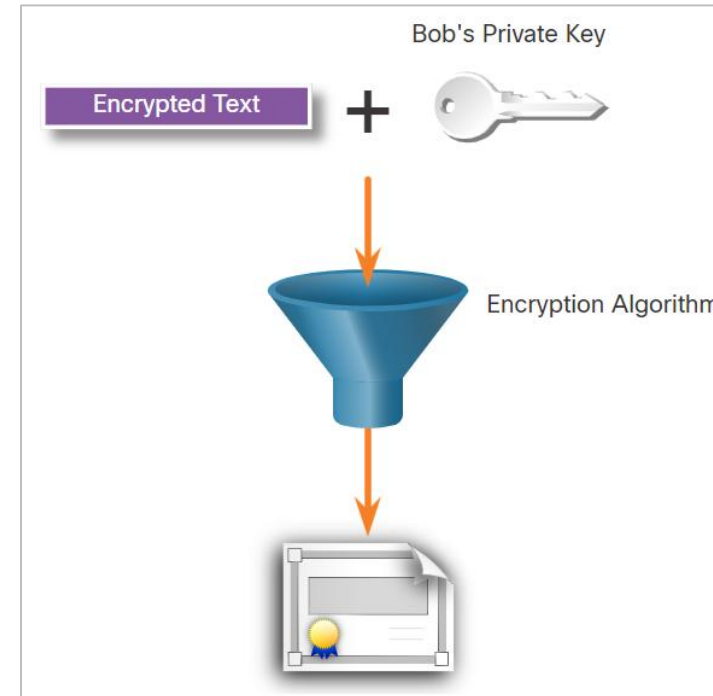 Bob's Private Key
Encrypted Text
+
Encryption Algorithm